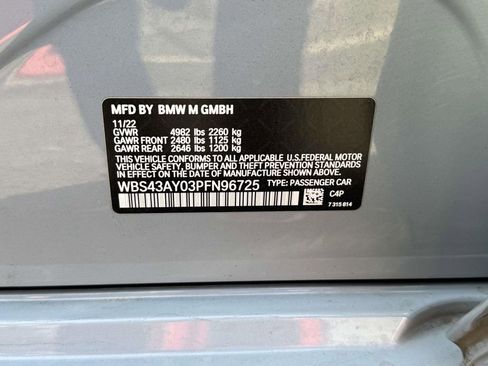 MFD BY BMW M GMBH
11/22
GVWR 4982 lbs 2260 kg
GAWR FRONT 2480 lbs 1125 kg
GAWR REAR 2646 lbs 1200 kg
THIS VEHICLE CONFORMS TO ALL APPLICABLE U.S.FEDERAL MOTOR
VEHICLE SAFETY, BUMPER, AND THEFT PREVENTION STANDARDS
IN EFFECT ON THE DATE OF MANUFACTURE SHOWN ABOVE.
WBS43AY03PFN96725 TYPE: PASSENGER CAR
C4P
7 315 814